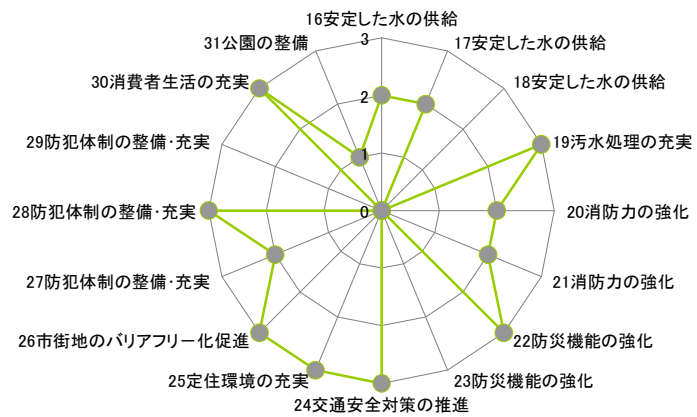 16安定した水の供給
17安定した水の供給
18安定した水の供給
19汚水処理の充実
20消防力の強化
21消防力の強化
22防災機能の強化
23防災機能の強化
24交通安全対策の推進
25定住環境の充実
26市街地のバリアフリー化促進
27防犯体制の整備・充実
28防犯体制の整備・充実
29防犯体制の整備・充実
30消費者生活の充実
31公園の整備
3
2
1
0